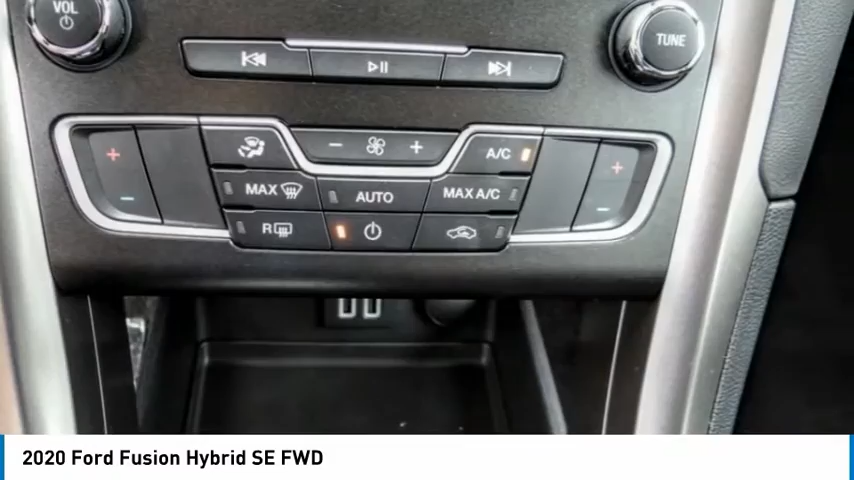 VOL
TUNE
- + A/C
MAX AUTO MAX A/C
R
2020 Ford Fusion Hybrid SE FWD